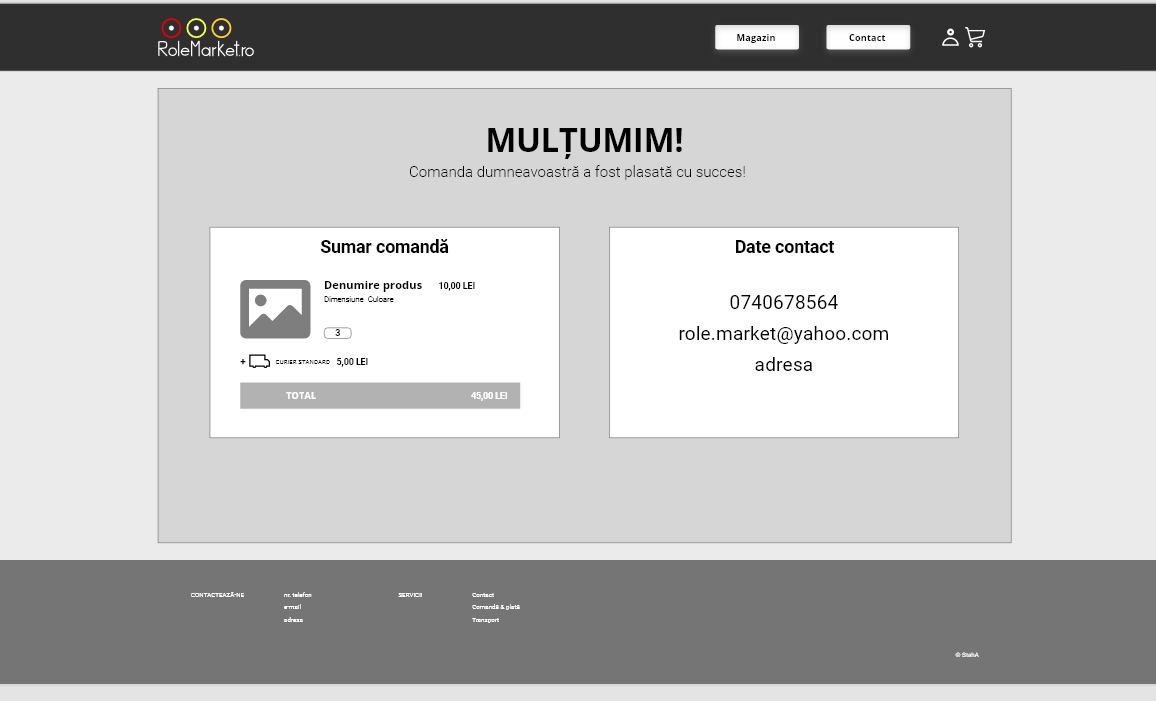 RoleMarket.ro
Magazin
Contact
MULȚUMIM!
Comanda dumneavoastră a fost plasată cu succes!
Sumar comandă
Denumire produs 10,00 LEI
Dimensiune Culoare
3
+ CURIER STANDARD 5,00 LEI
TOTAL 45,00 LEI
Date contact
0740678564
role.market@yahoo.com
adresa
CONTACTEAZĂ-NE
nr. telefon
e-mail
adresa
SERVICII
Contact
Comandă & plată
Transport
© StahA